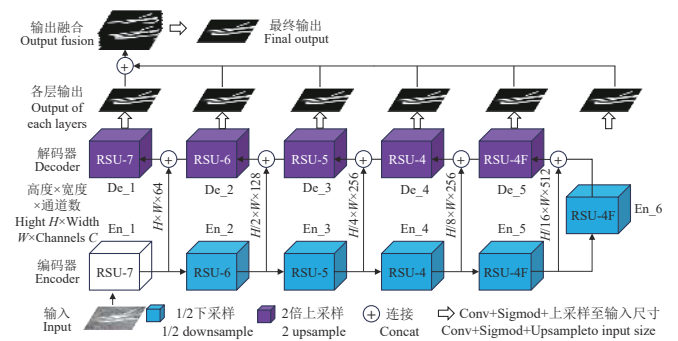 输出融合
Output fusion
最终输出
Final output
各层输出
Output of
each layers
解码器
Decoder
RSU-7
RSU-6
RSU-5
RSU-4
RSU-4F
De_1
De_2
De_3
De_4
De_5
高度×宽度
×通道数
Hight H×Width
W×Channels C
H×W×64
H/2×W×128
H/4×W×256
H/8×W×256
H/16×W×512
RSU-4F
En_6
En_1
En_2
En_3
En_4
En_5
编码器
Encoder
RSU-7
RSU-6
RSU-5
RSU-4
RSU-4F
输入
Input
1/2下采样
1/2 downsample
2倍上采样
2 upsample
连接
Concat
Conv+Sigmod+上采样至输入尺寸
Conv+Sigmod+Upsampleto input size